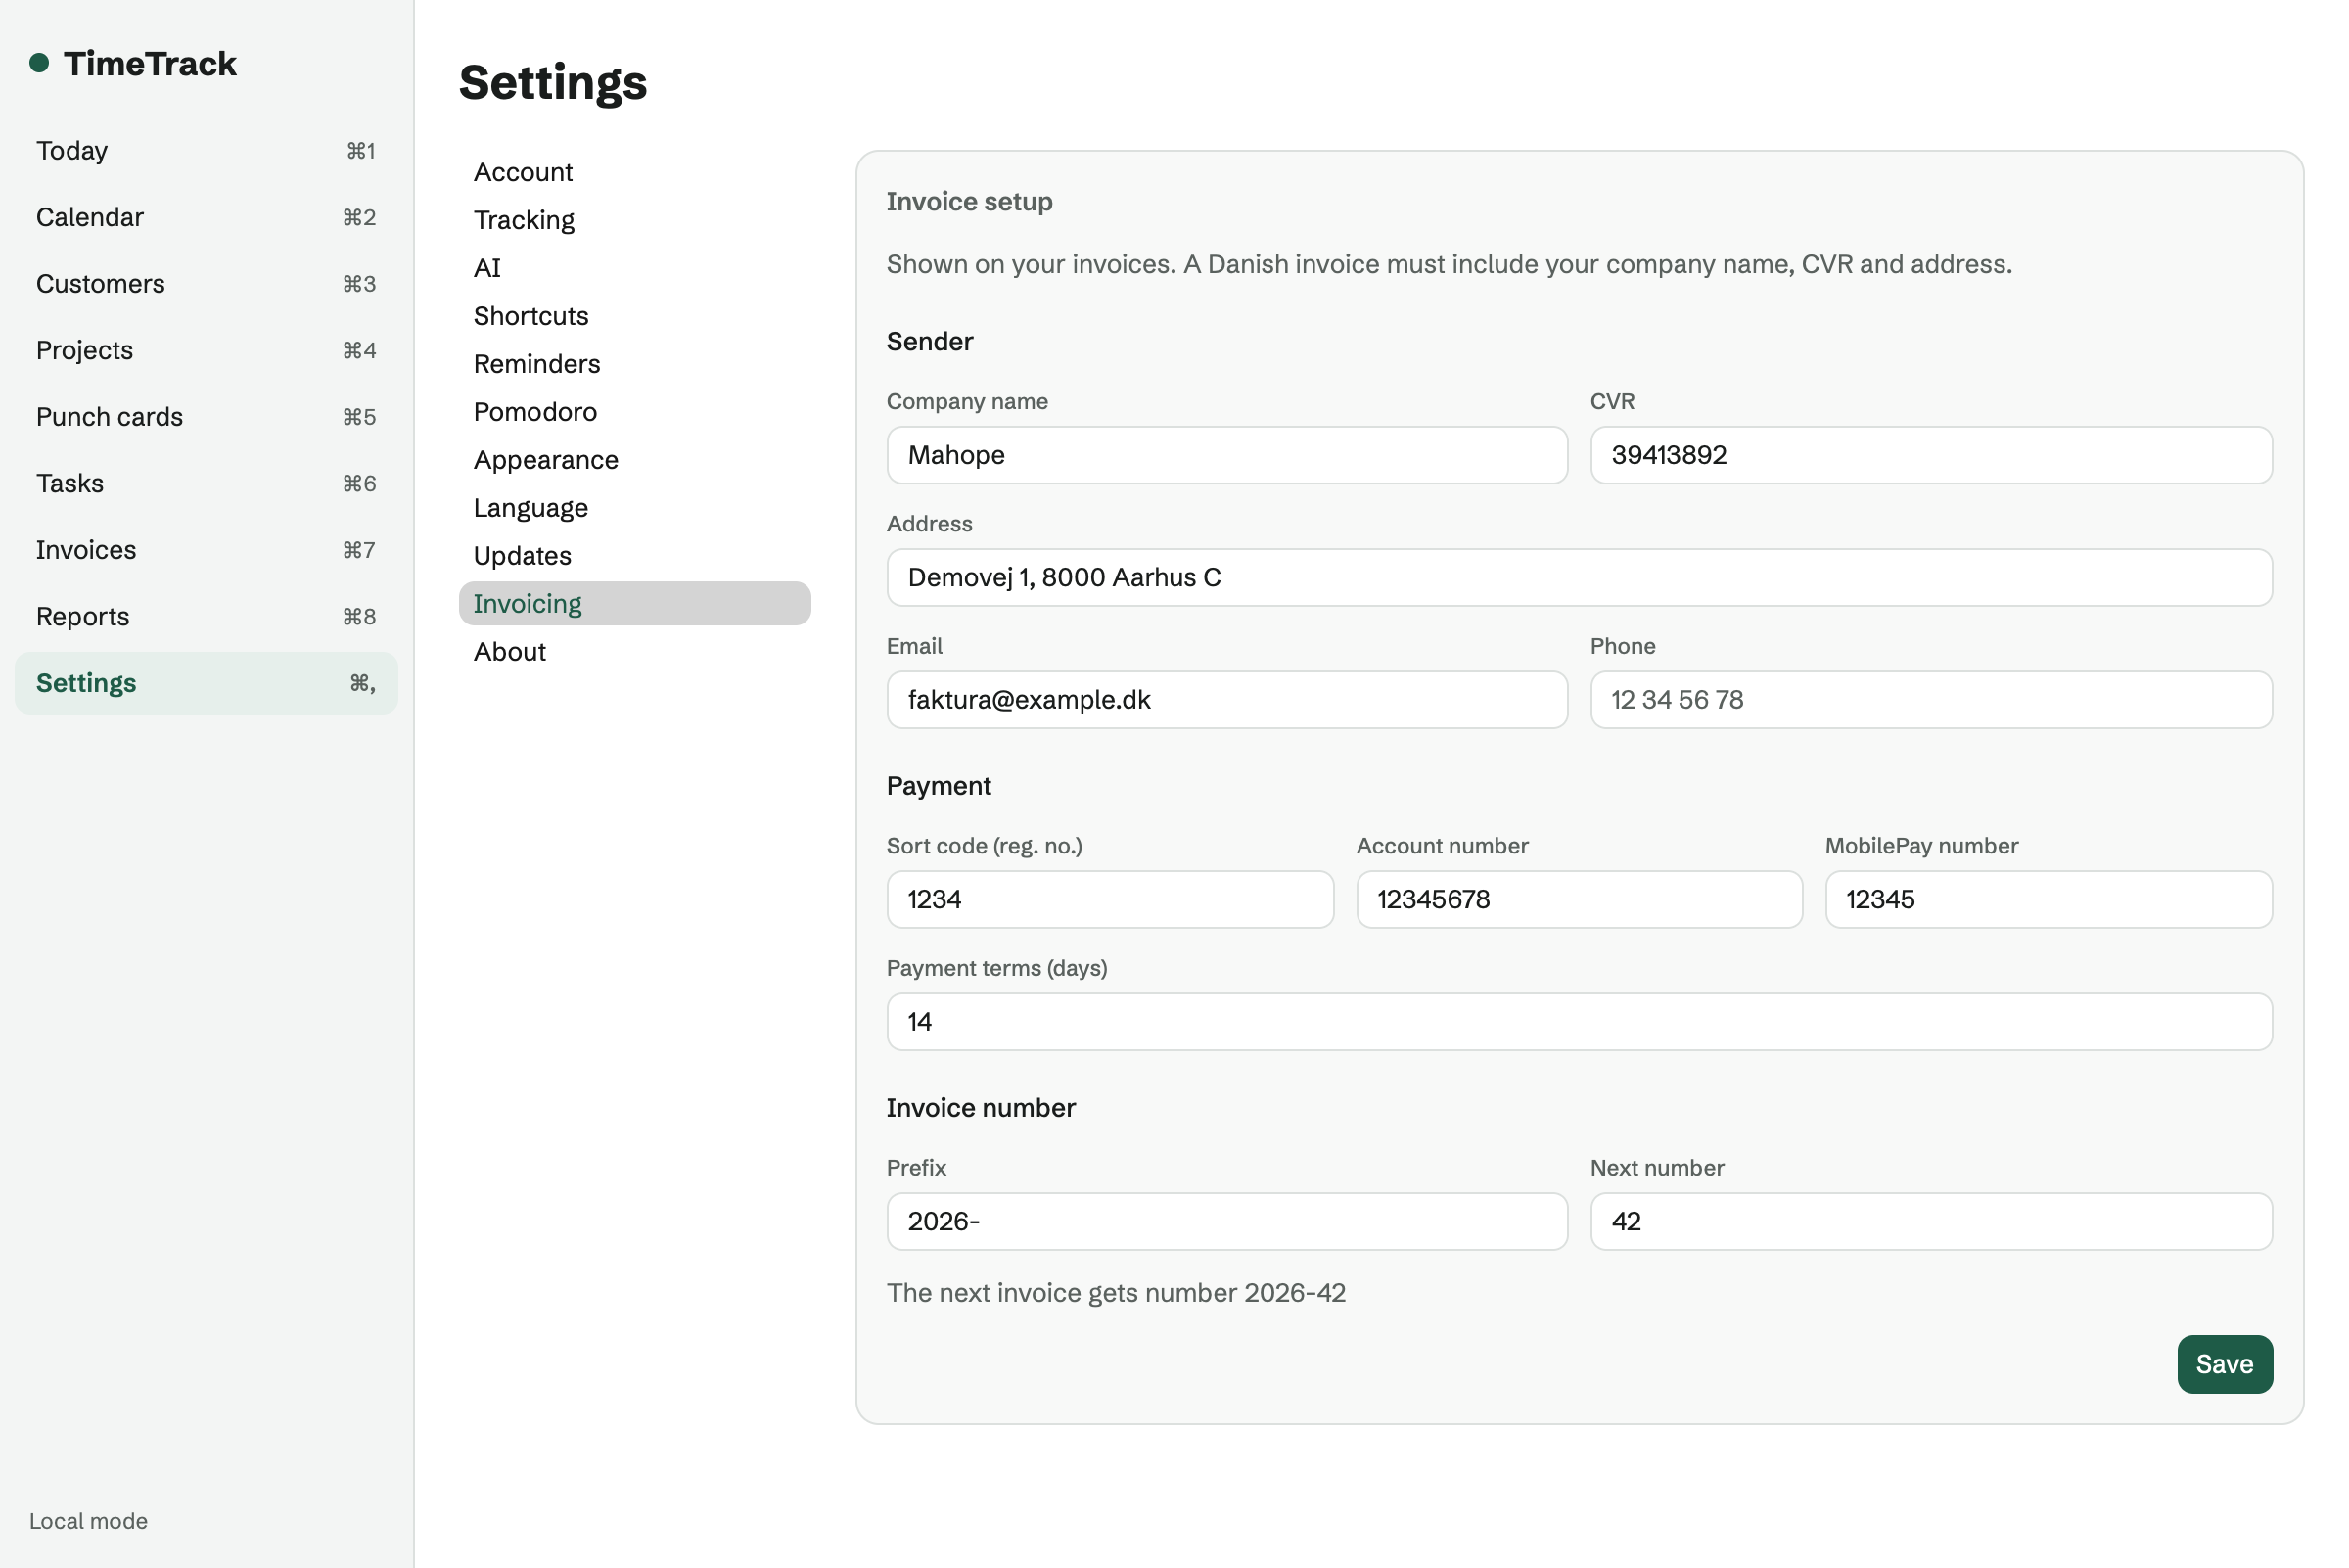 TimeTrack
Today ⌘1
Calendar ⌘2
Customers ⌘3
Projects ⌘4
Punch cards ⌘5
Tasks ⌘6
Invoices ⌘7
Reports ⌘8
Settings ⌘,
Local mode
Settings
Account
Tracking
AI
Shortcuts
Reminders
Pomodoro
Appearance
Language
Updates
Invoicing
About
Invoice setup
Shown on your invoices. A Danish invoice must include your company name, CVR and address.
Sender
Company name CVR
Mahope 39413892
Address
Demovej 1, 8000 Aarhus C
Email Phone
faktura@example.dk 12 34 56 78
Payment
Sort code (reg. no.) Account number MobilePay number
1234 12345678 12345
Payment terms (days)
14
Invoice number
Prefix Next number
2026- 42
The next invoice gets number 2026-42
Save